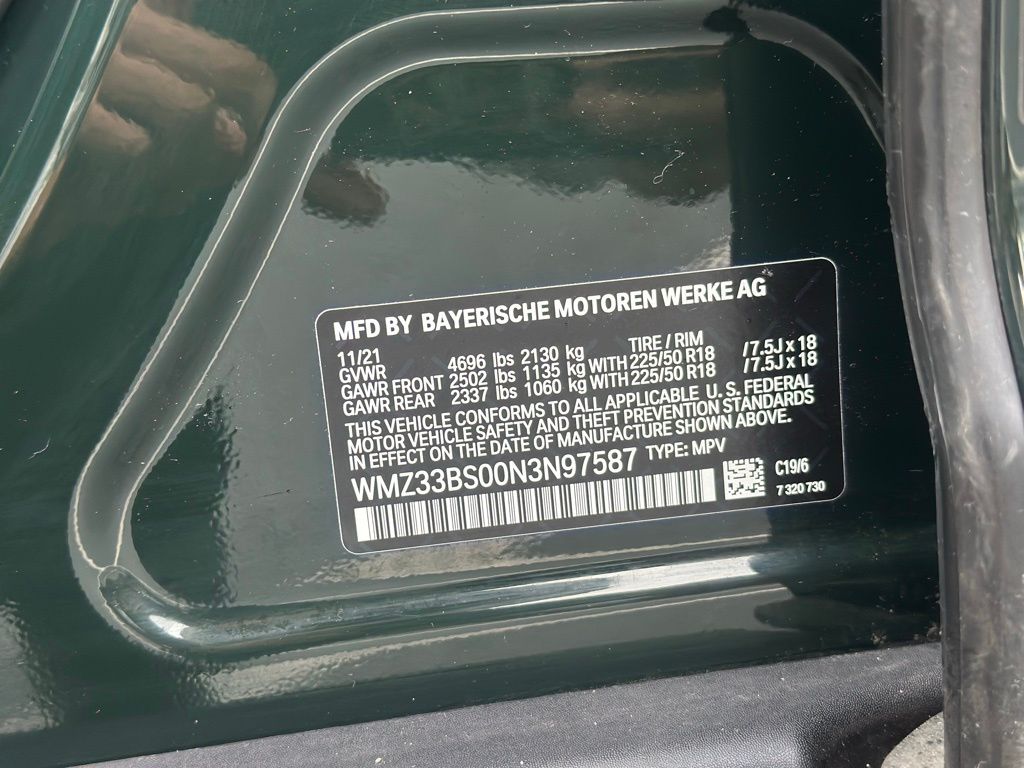 MFD BY BAYERISCHE MOTOREN WERKE AG
11/21 TIRE / RIM
GVWR 4696 lbs 2130 kg
GAWR FRONT 2502 lbs 1135 kg WITH 225/50 R18 /7.5J x 18
GAWR REAR 2337 lbs 1060 kg WITH 225/50 R18 /7.5J x 18
THIS VEHICLE CONFORMS TO ALL APPLICABLE U. S. FEDERAL
MOTOR VEHICLE SAFETY AND THEFT PREVENTION STANDARDS
IN EFFECT ON THE DATE OF MANUFACTURE SHOWN ABOVE.
WMZ33BS00N3N97587 TYPE: MPV
C19/6
7 320 730